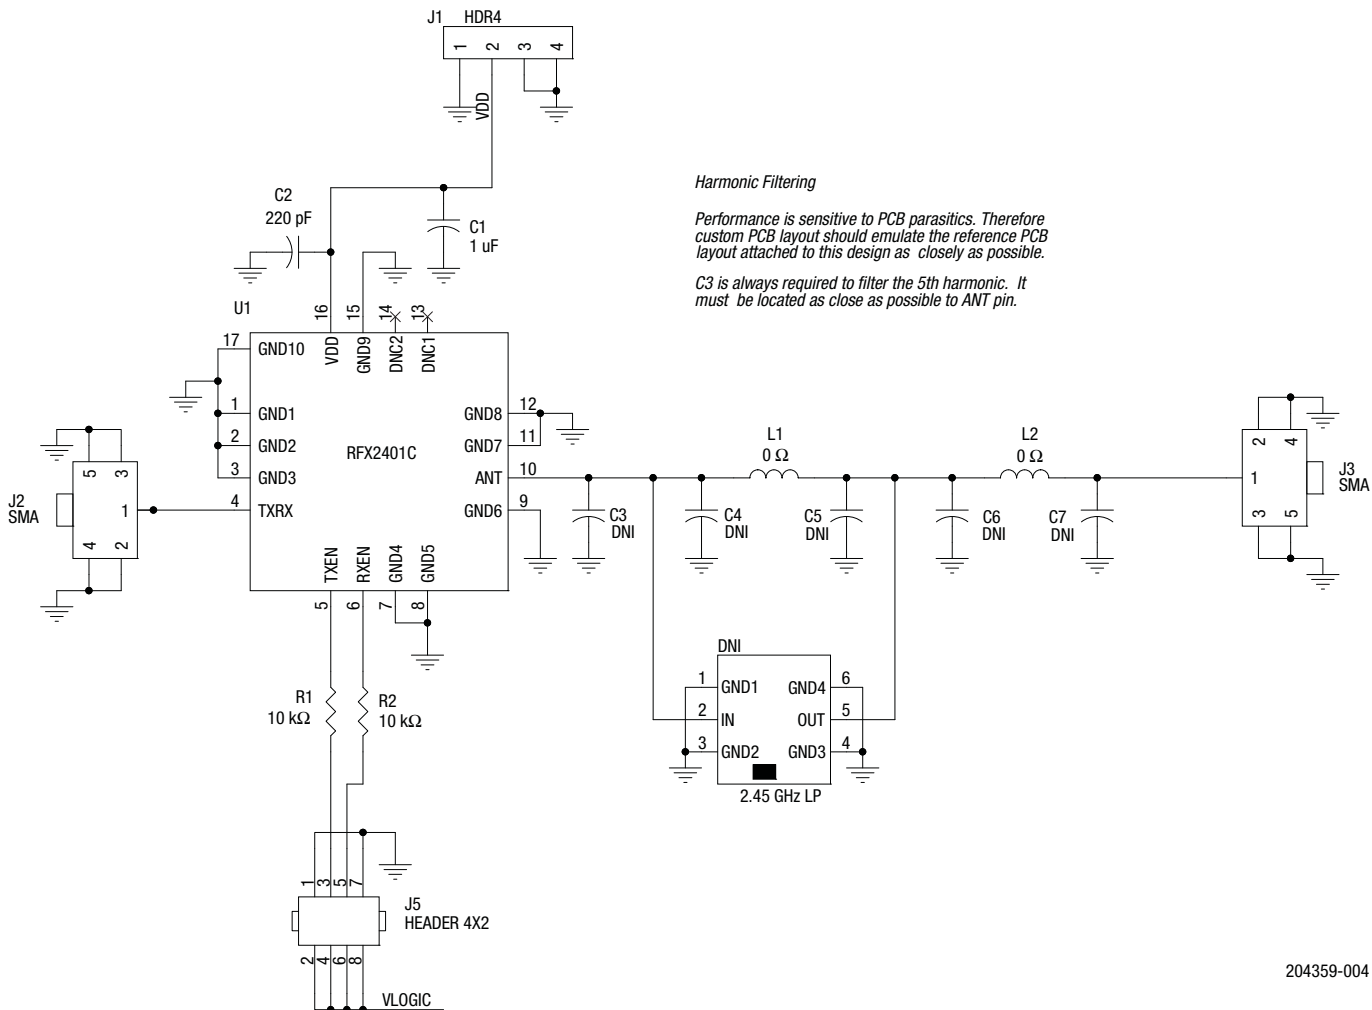 J1 HDR4
1 2 3 4
VDD
C2
220 pF
C1
1 uF
Harmonic Filtering
Performance is sensitive to PCB parasitics. Therefore
custom PCB layout should emulate the reference PCB
layout attached to this design as closely as possible.
C3 is always required to filter the 5th harmonic. It
must be located as close as possible to ANT pin.
U1
16 15 14 13
VDD GND9 DNC2 DNC1
17 GND10
1 GND1
2 GND2
3 GND3
4 TXRX
RFX2401C
GND8 12
GND7 11
ANT 10
GND6 9
TXEN RXEN GND4 GND5
5 6 7 8
J2
SMA
5 3
1
4 2
L1
0 Ω
L2
0 Ω
C3
DNI
C4
DNI
C5
DNI
C6
DNI
C7
DNI
2 4
1
3 5
J3
SMA
DNI
1 GND1 GND4 6
2 IN OUT 5
3 GND2 GND3 4
2.45 GHz LP
R1
10 kΩ
R2
10 kΩ
1 3 5 7
J5
HEADER 4X2
2 4 6 8
VLOGIC
204359-004